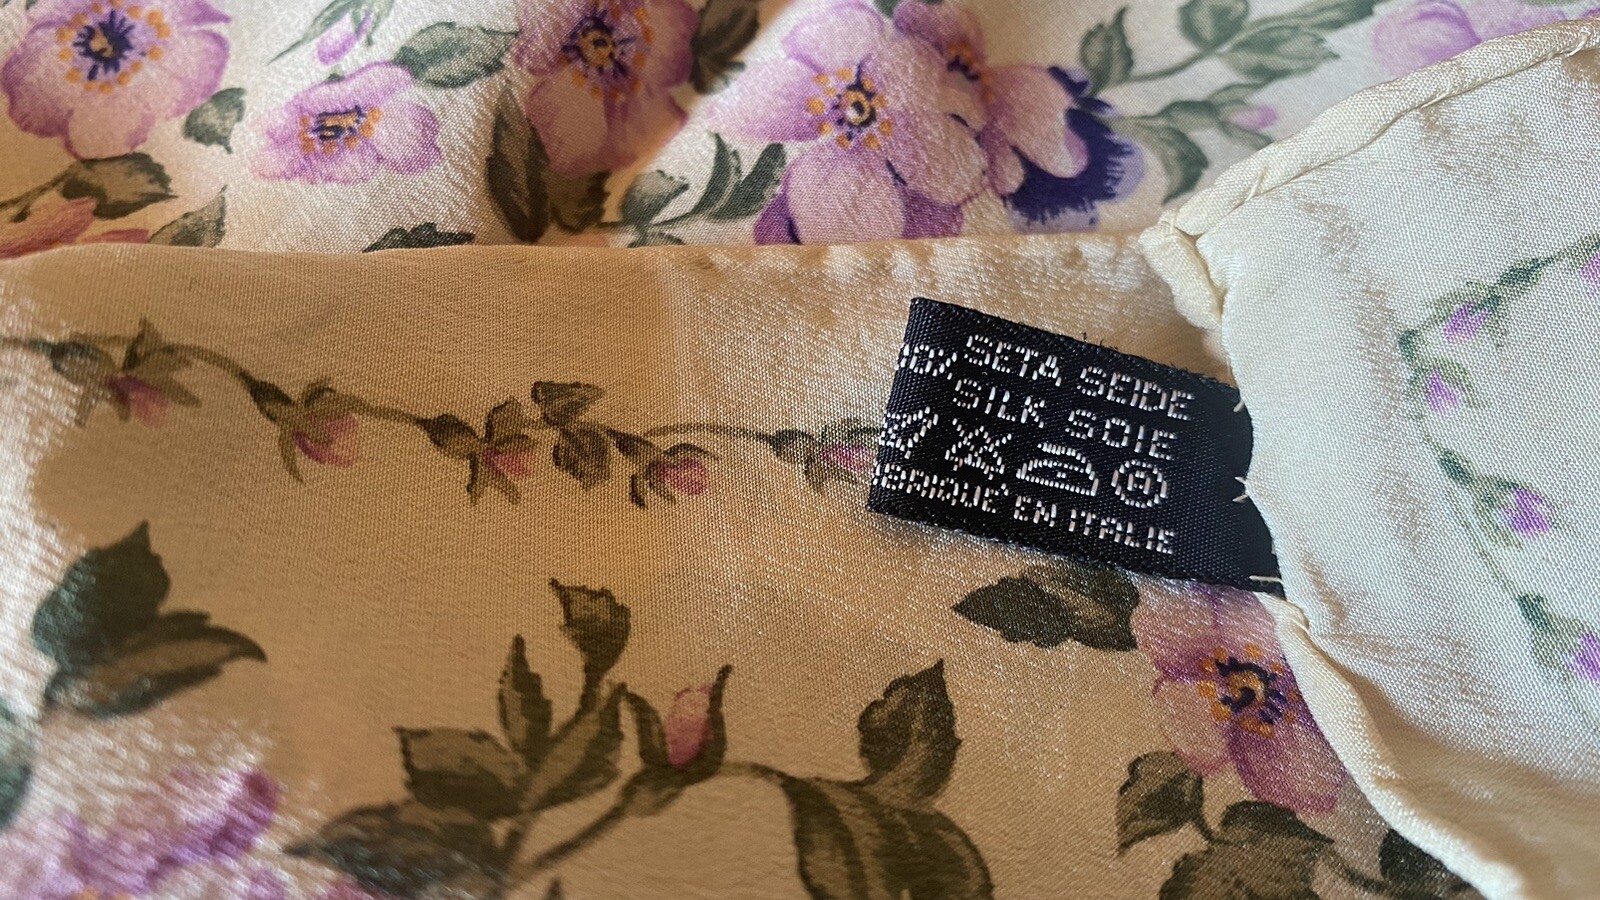 SETA SEIDE
SILK SOIE
EN ITALIE